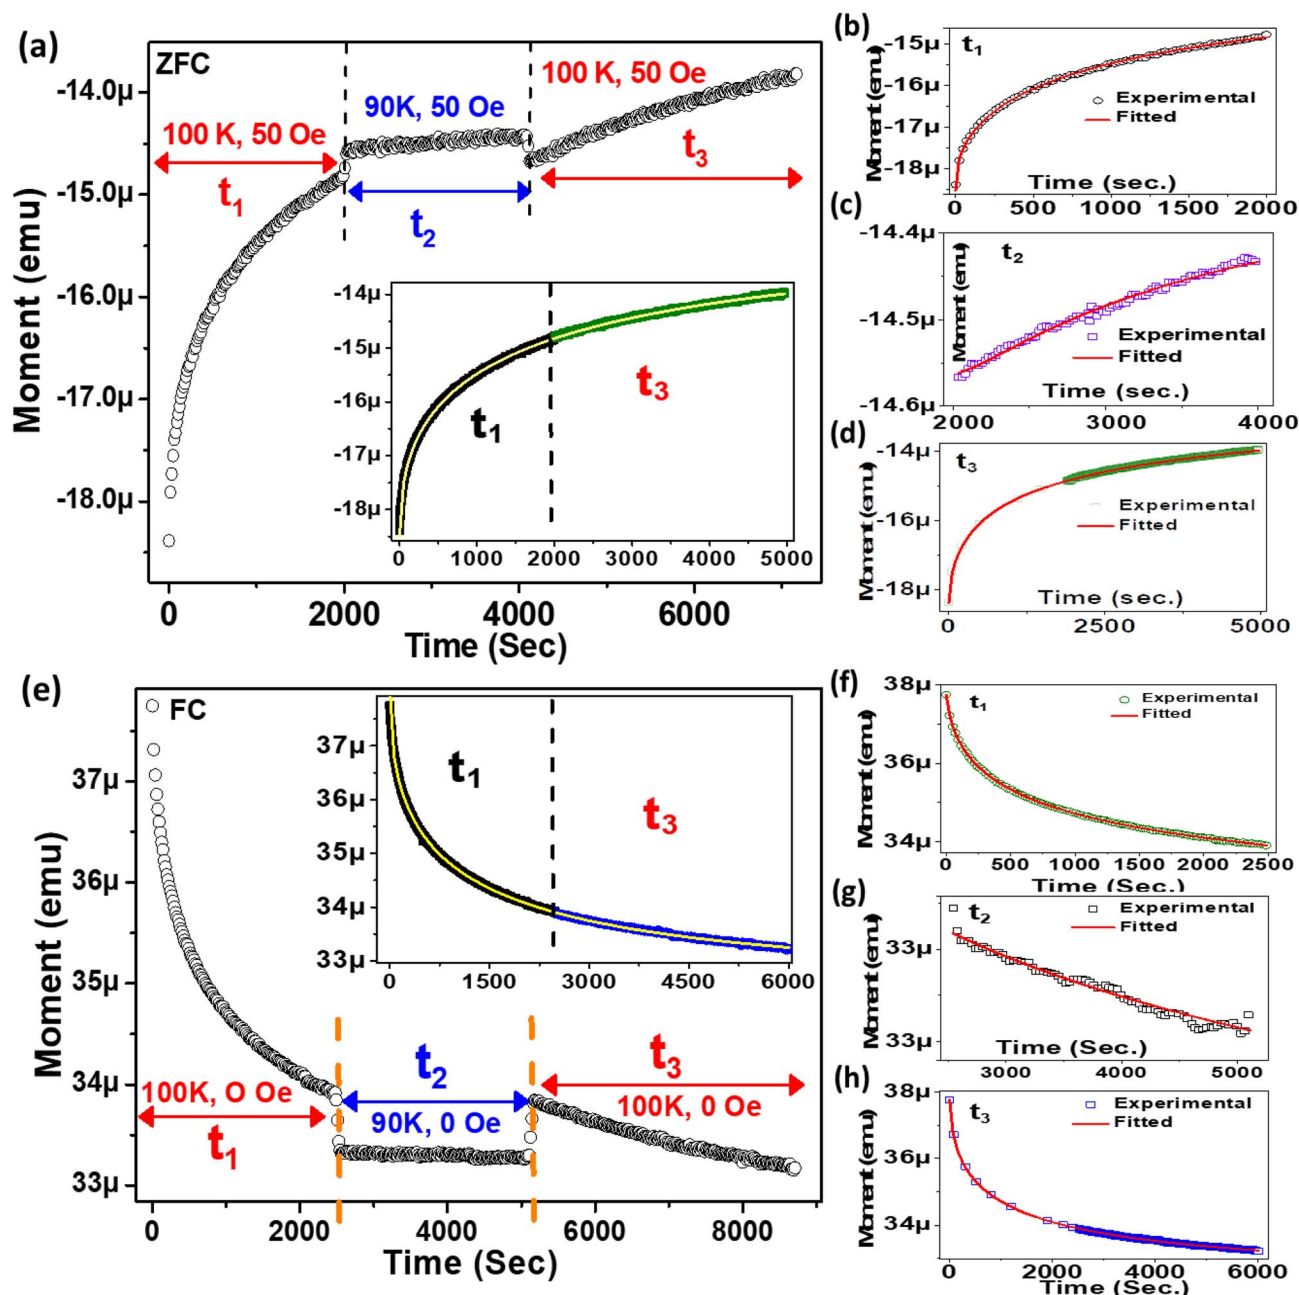 (a)
ZFC
-14.0µ
-15.0µ
-16.0µ
-17.0µ
-18.0µ
Moment (emu)
100 K, 50 Oe
t1
90K, 50 Oe
t2
100 K, 50 Oe
t3
-14µ
-15µ
-16µ
-17µ
-18µ
t1
t3
0 1000 2000 3000 4000 5000
0 2000 4000 6000
Time (Sec)
(b)
t1
-15µ
-16µ
-17µ
-18µ
Moment (emu)
Experimental
Fitted
Time (sec.)
0 500 1000 1500 2000
(c)
t2
-14.4µ
-14.5µ
-14.6µ
Moment (emu)
Experimental
Fitted
Time (sec.)
2000 3000 4000
(d)
t3
-14µ
-16µ
-18µ
Moment (emu)
Experimental
Fitted
Time (sec.)
0 2500 5000
(e)
FC
37µ
36µ
35µ
34µ
33µ
Moment (emu)
37µ
36µ
35µ
34µ
33µ
t1
t3
0 1500 3000 4500 6000
100K, O Oe
t1
t2
90K, 0 Oe
t3
100K, 0 Oe
0 2000 4000 6000 8000
Time (Sec)
(f)
t1
38µ
36µ
34µ
Moment (emu)
Experimental
Fitted
0 500 1000 1500 2000 2500
Time (Sec.)
(g)
t2
33µ
33µ
Moment (emu)
Experimental
Fitted
Time (Sec.)
3000 4000 5000
(h)
t3
38µ
36µ
34µ
Moment (emu)
Experimental
Fitted
0 2000 4000 6000
Time (Sec.)